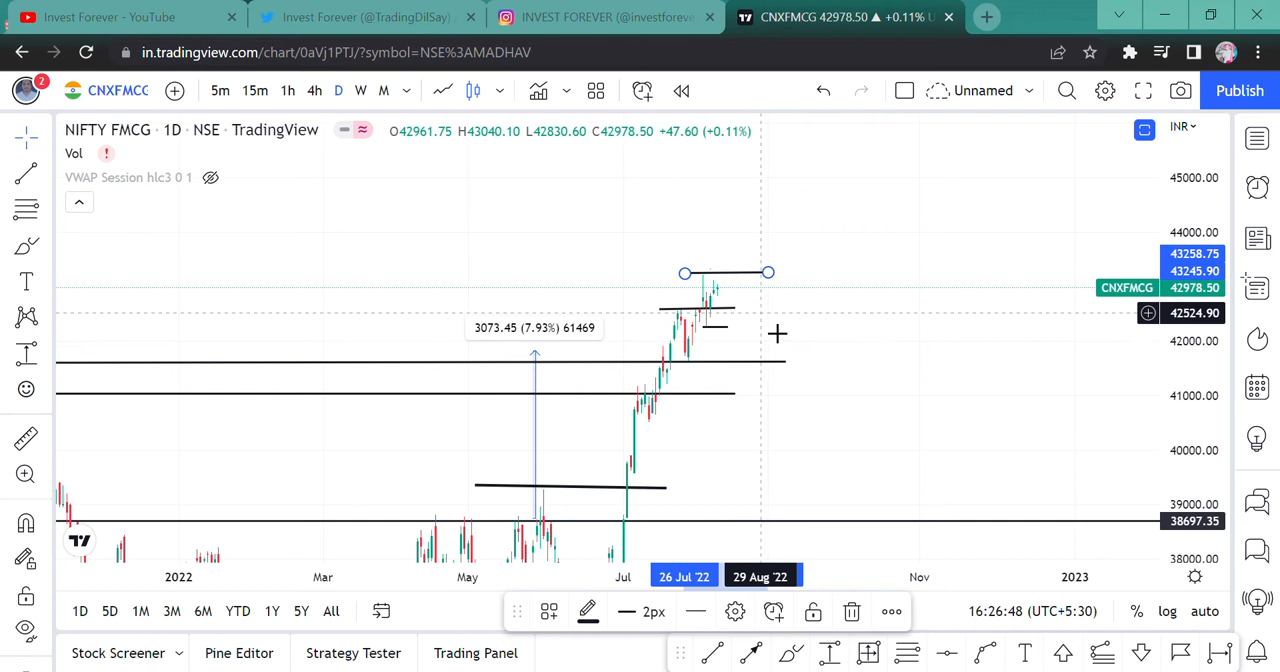 Invest Forever - YouTube
Invest Forever (@TradingDilSay)
INVEST FOREVER (@investforeve
CNXFMCG 42978.50 ▲ +0.11% U
in.tradingview.com/chart/0aVj1PTJ/?symbol=NSE%3AMADHAV
2
CNXFMCG
5m 15m 1h 4h D W M
Unnamed
Publish
NIFTY FMCG · 1D · NSE · TradingView
O42961.75 H43040.10 L42830.60 C42978.50 +47.60 (+0.11%)
INR
Vol
VWAP Session hlc3 0 1
45000.00
44000.00
43258.75
43245.90
CNXFMCG 42978.50
42524.90
3073.45 (7.93%) 61469
42000.00
41000.00
40000.00
39000.00
38697.35
38000.00
2022 Mar May Jul 26 Jul '22 29 Aug '22 Nov 2023
1D 5D 1M 3M 6M YTD 1Y 5Y All
2px
16:26:48 (UTC+5:30)
% log auto
Stock Screener Pine Editor Strategy Tester Trading Panel